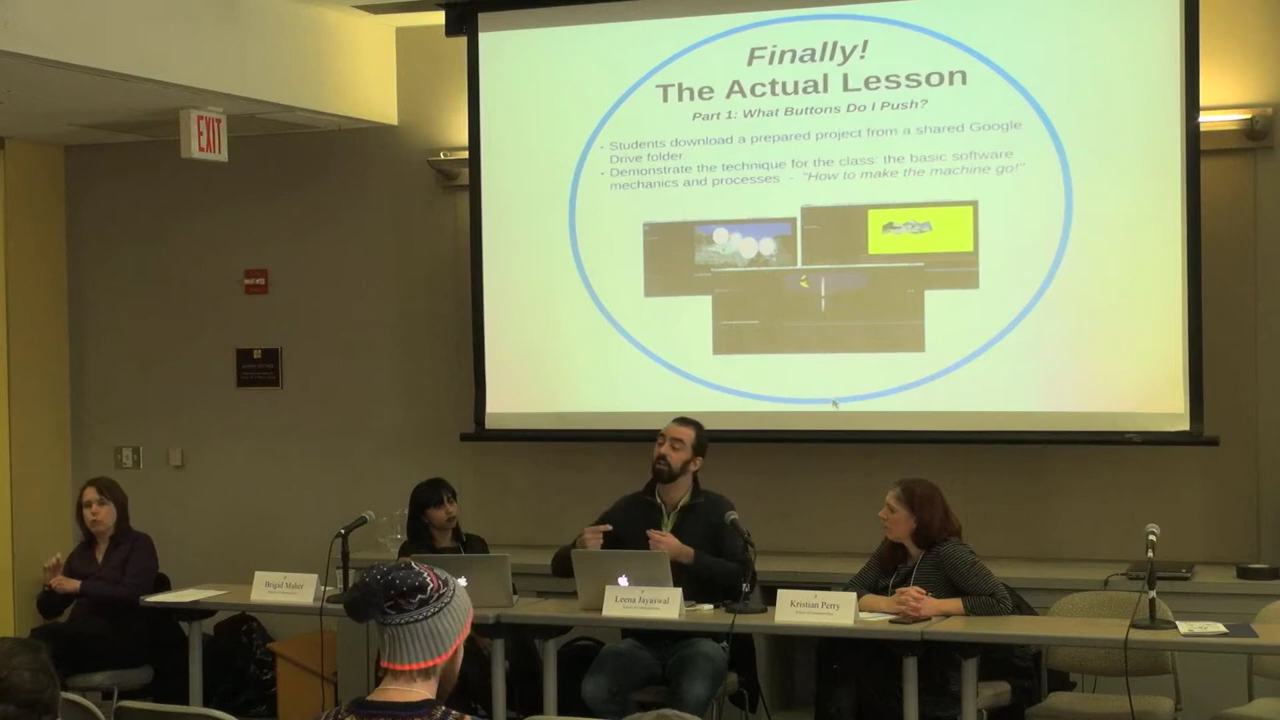 Finally!
The Actual Lesson
Part 1: What Buttons Do I Push?
- Students download a prepared project from a shared Google
Drive folder
- Demonstrate the technique for the class: the basic software
mechanics and processes - "How to make the machine go!"
EXIT
Brigid Maher
Leena Jayaswal
Kristian Perry